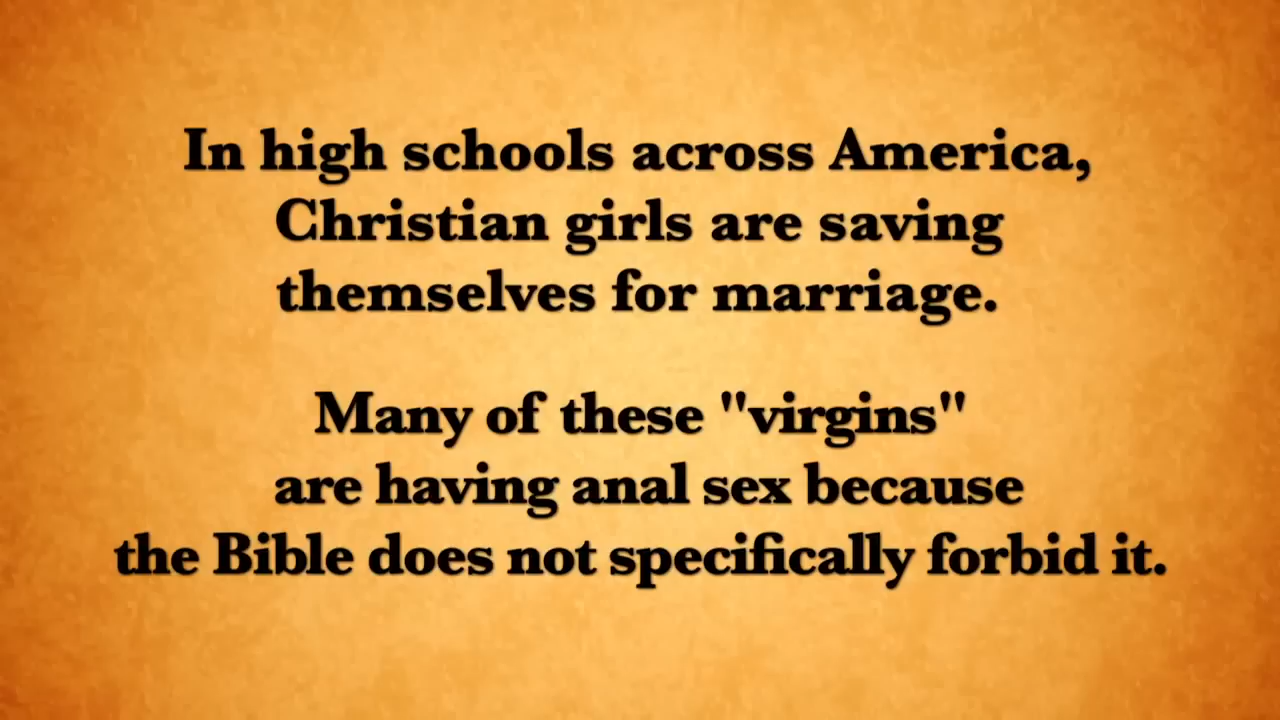 In high schools across America,
Christian girls are saving
themselves for marriage.
Many of these "virgins"
are having anal sex because
the Bible does not specifically forbid it.